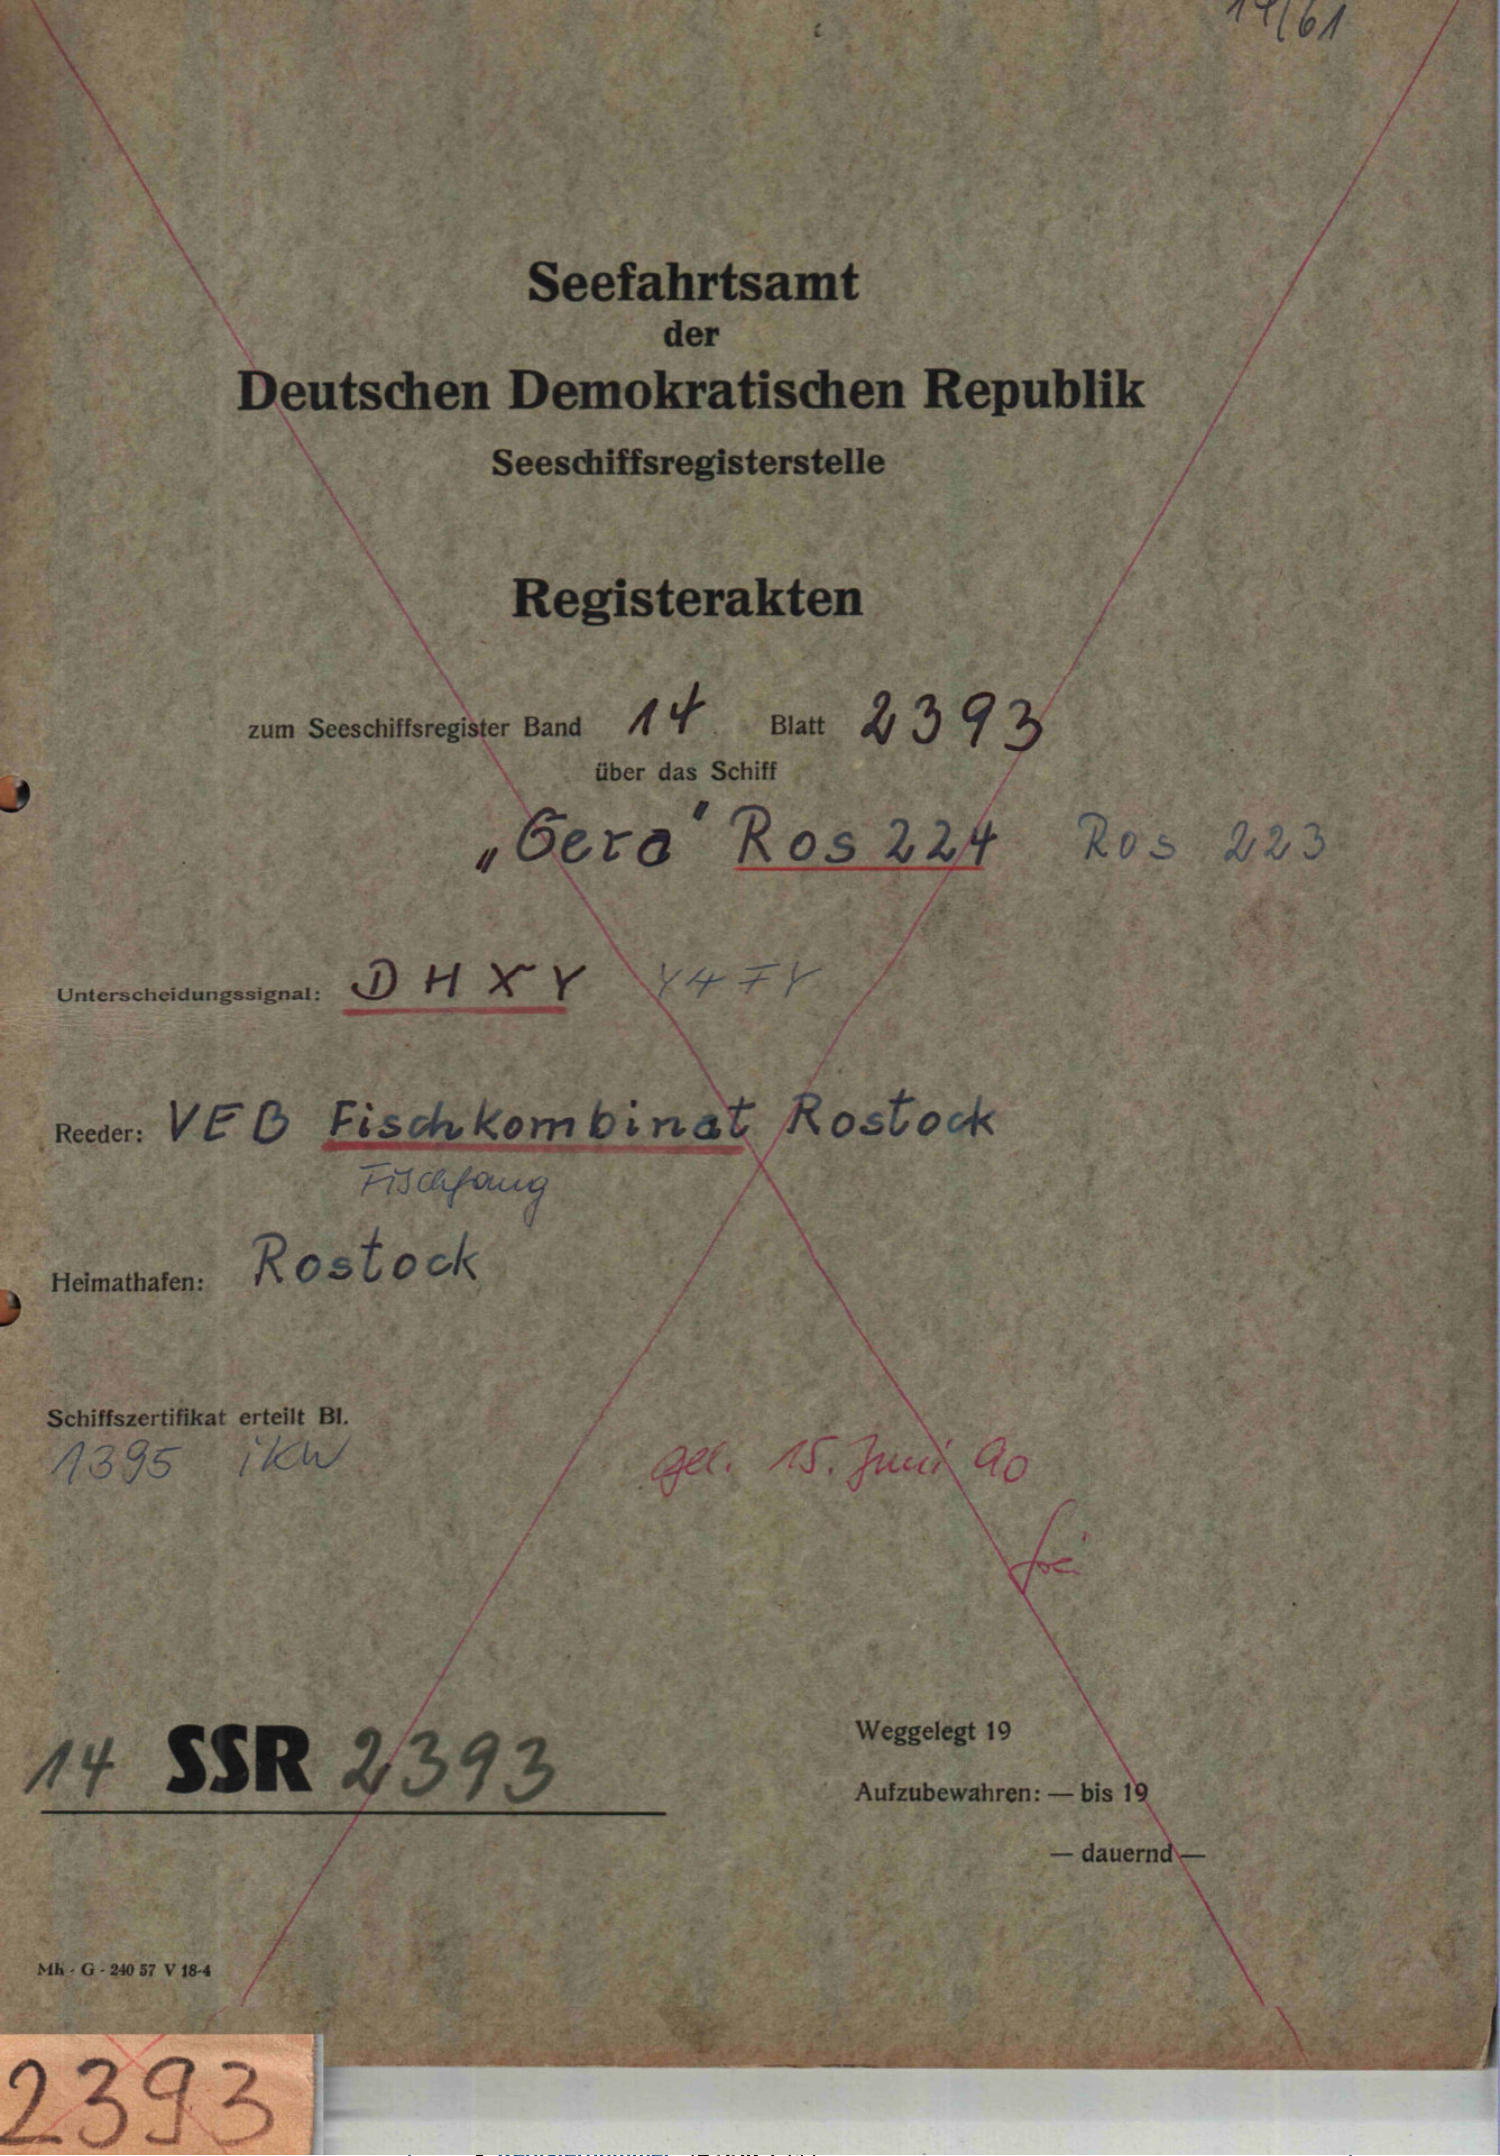 14/61
Seefahrtsamt
der
Deutschen Demokratischen Republik
Seeschiffsregisterstelle
Registerakten
zum Seeschiffsregister Band 14 Blatt 2393
über das Schiff
„Gera" Ros 224 Ros 223
Unterscheidungssignal: DHXY Y4FY
Reeder: VEB Fischkombinat Rostock
Fischfang
Heimathafen: Rostock
Schiffszertifikat erteilt Bl.
1395 ikW
gel. 15. Juni 90
14 SSR 2393
Weggelegt 19
Aufzubewahren: — bis 19
— dauernd —
Mh - G - 240 57 V 18-4
2393